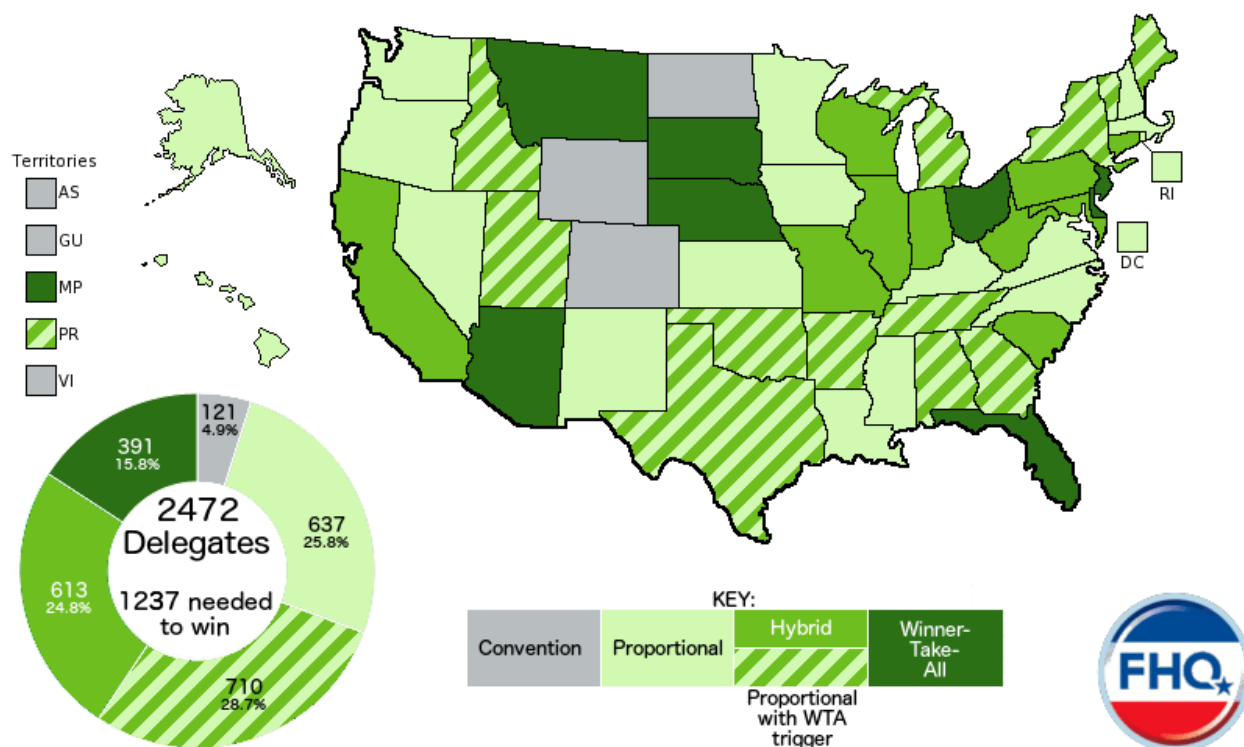 Territories
AS
GU
MP
PR
VI
RI
DC
121
4.9%
391
15.8%
637
25.8%
613
24.8%
710
28.7%
2472
Delegates
1237 needed
to win
KEY:
Convention
Proportional
Hybrid
Winner-
Take-
All
Proportional
with WTA
trigger
FHQ